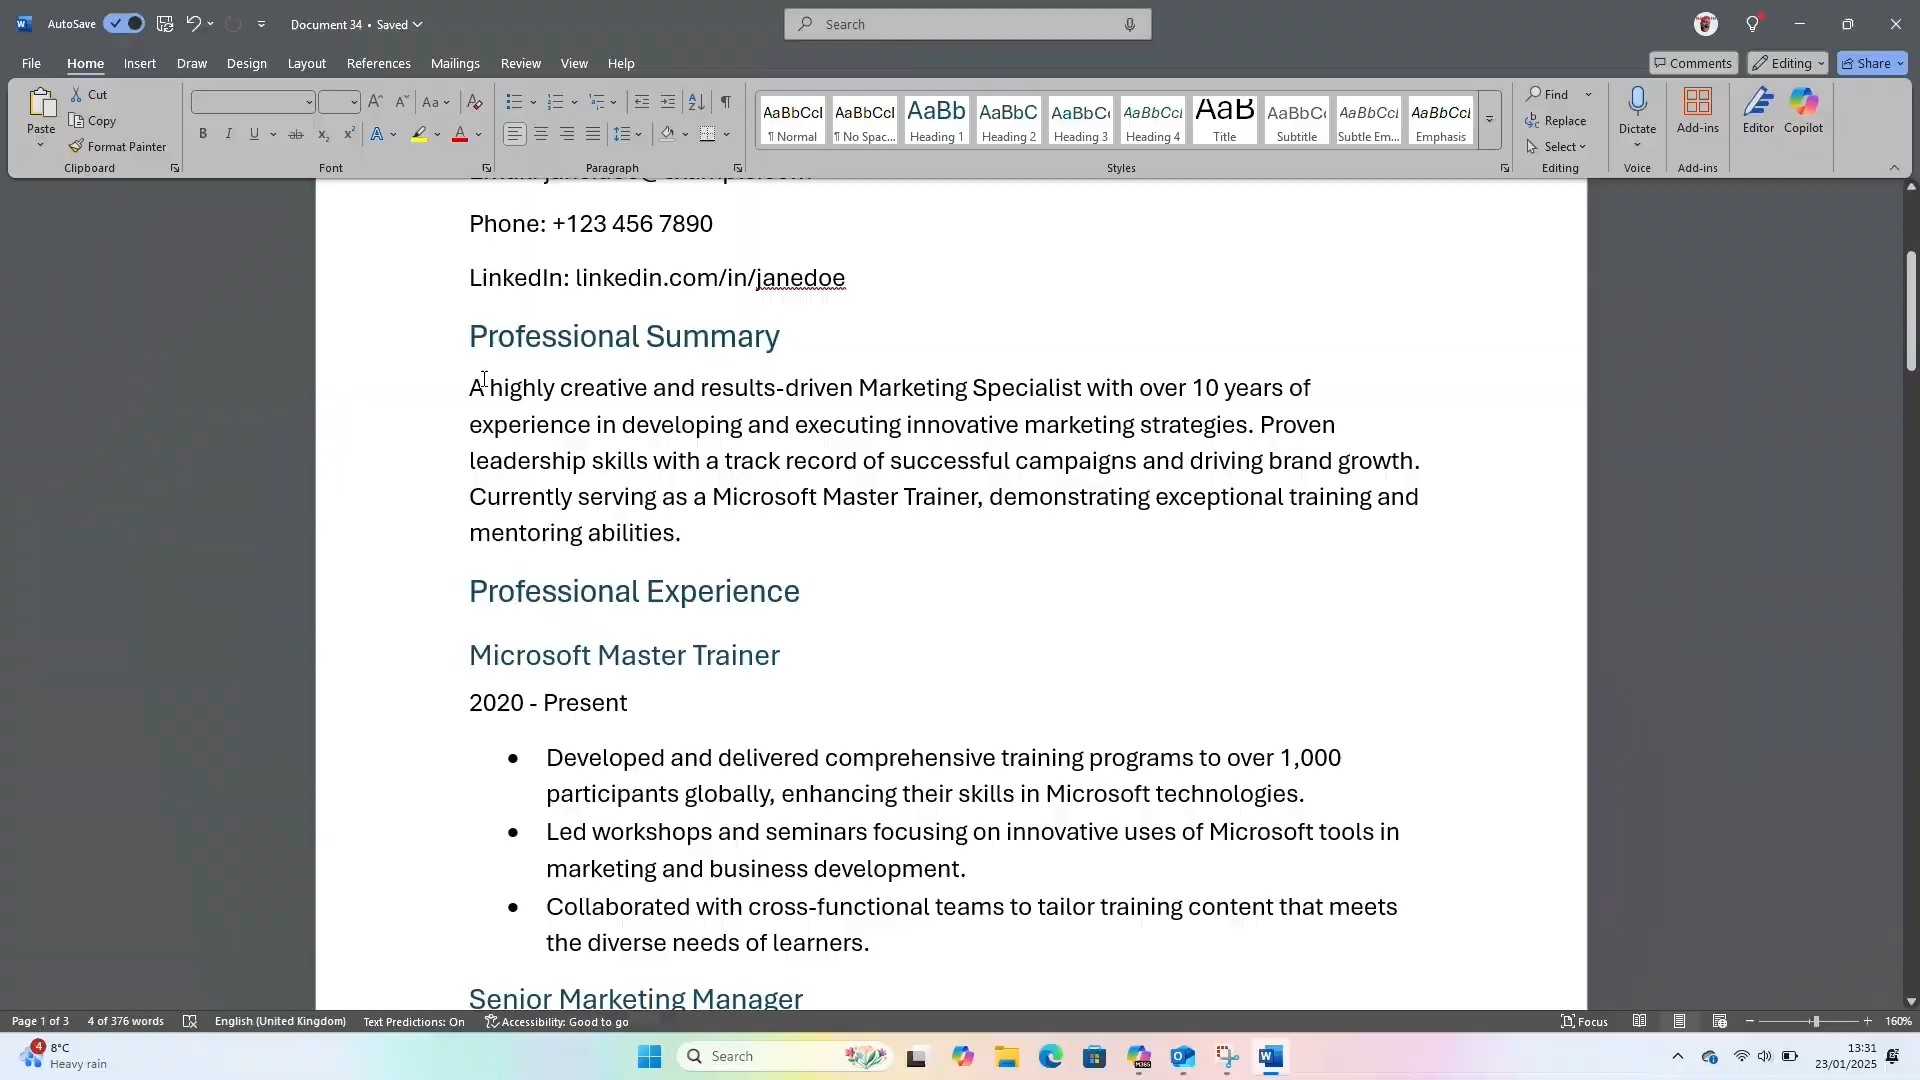 AutoSave
Document 34 • Saved
Search
File
Home
Insert
Draw
Design
Layout
References
Mailings
Review
View
Help
Comments
Editing
Share
Paste
Cut
Copy
Format Painter
Clipboard
Font
Paragraph
AaBbCcI
¶ Normal
AaBbCcI
¶ No Spac...
AaBb
Heading 1
AaBbC
Heading 2
AaBbC
Heading 3
AaBbCcI
Heading 4
AaB
Title
AaBbC
Subtitle
AaBbCcI
Subtle Em...
AaBbCcI
Emphasis
Styles
Find
Replace
Select
Editing
Dictate
Voice
Add-ins
Add-ins
Editor
Copilot
Phone: +123 456 7890
LinkedIn: linkedin.com/in/janedoe
Professional Summary
A highly creative and results-driven Marketing Specialist with over 10 years of
experience in developing and executing innovative marketing strategies. Proven
leadership skills with a track record of successful campaigns and driving brand growth.
Currently serving as a Microsoft Master Trainer, demonstrating exceptional training and
mentoring abilities.
Professional Experience
Microsoft Master Trainer
2020 - Present
• Developed and delivered comprehensive training programs to over 1,000
participants globally, enhancing their skills in Microsoft technologies.
• Led workshops and seminars focusing on innovative uses of Microsoft tools in
marketing and business development.
• Collaborated with cross-functional teams to tailor training content that meets
the diverse needs of learners.
Senior Marketing Manager
Page 1 of 3
4 of 376 words
English (United Kingdom)
Text Predictions: On
Accessibility: Good to go
Focus
160%
4
8°C
Heavy rain
Search
13:31
23/01/2025